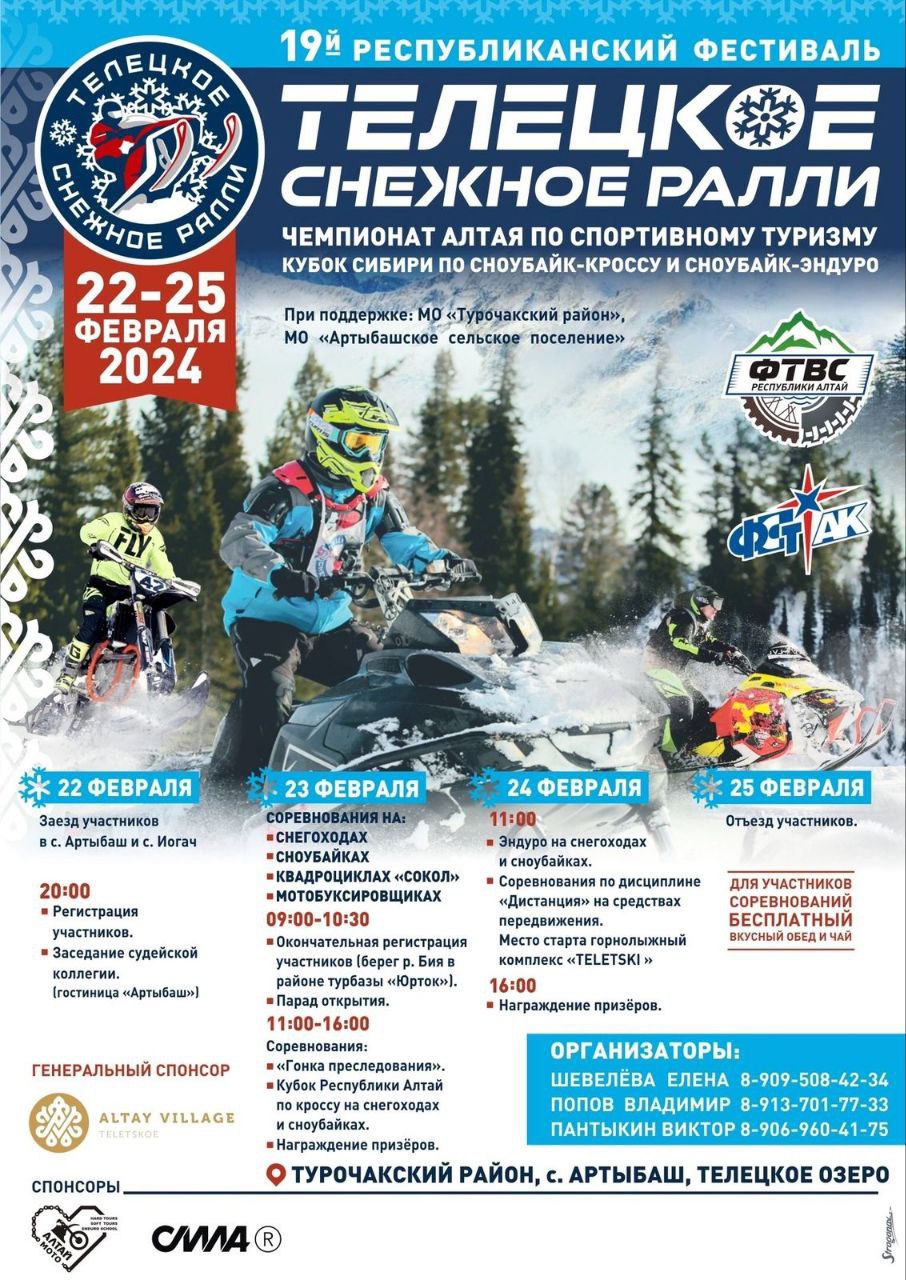 19й РЕСПУБЛИКАНСКИЙ ФЕСТИВАЛЬ
ТЕЛЕЦКОЕ
СНЕЖНОЕ РАЛЛИ
ЧЕМПИОНАТ АЛТАЯ ПО СПОРТИВНОМУ ТУРИЗМУ
КУБОК СИБИРИ ПО СНОУБАЙК-КРОССУ И СНОУБАЙК-ЭНДУРО
ТЕЛЕЦКОЕ
СНЕЖНОЕ РАЛЛИ
22-25
ФЕВРАЛЯ
2024
При поддержке: МО «Турочакский район»,
МО «Артыбашское сельское поселение»
ФТВС
РЕСПУБЛИКИ АЛТАЙ
ФСТ АК
FLY
42
22 ФЕВРАЛЯ
Заезд участников
в с. Артыбаш и с. Иогач
20:00
Регистрация
участников.
Заседание судейской
коллегии.
(гостиница «Артыбаш»)
23 ФЕВРАЛЯ
СОРЕВНОВАНИЯ НА:
СНЕГОХОДАХ
СНОУБАЙКАХ
КВАДРОЦИКЛАХ «СОКОЛ»
МОТОБУКСИРОВЩИКАХ
09:00-10:30
Окончательная регистрация
участников (берег р. Бия в
районе турбазы «Юрток»).
Парад открытия.
11:00-16:00
Соревнования:
«Гонка преследования».
Кубок Республики Алтай
по кроссу на снегоходах
и сноубайках.
Награждение призёров.
24 ФЕВРАЛЯ
11:00
Эндуро на снегоходах
и сноубайках.
Соревнования по дисциплине
«Дистанция» на средствах
передвижения.
Место старта горнолыжный
комплекс «TELETSKI »
16:00
Награждение призёров.
25 ФЕВРАЛЯ
Отъезд участников.
ДЛЯ УЧАСТНИКОВ
СОРЕВНОВАНИЙ
БЕСПЛАТНЫЙ
ВКУСНЫЙ ОБЕД И ЧАЙ
ОРГАНИЗАТОРЫ:
ШЕВЕЛЁВА ЕЛЕНА 8-909-508-42-34
ПОПОВ ВЛАДИМИР 8-913-701-77-33
ПАНТЫКИН ВИКТОР 8-906-960-41-75
ГЕНЕРАЛЬНЫЙ СПОНСОР
ALTAY VILLAGE
TELETSKOE
ТУРОЧАКСКИЙ РАЙОН, с. АРТЫБАШ, ТЕЛЕЦКОЕ ОЗЕРО
СПОНСОРЫ
HARD TOURS
SOFT TOURS
ENDURO SCHOOL
АЛТАЙ
МОТО
СИЛА ®